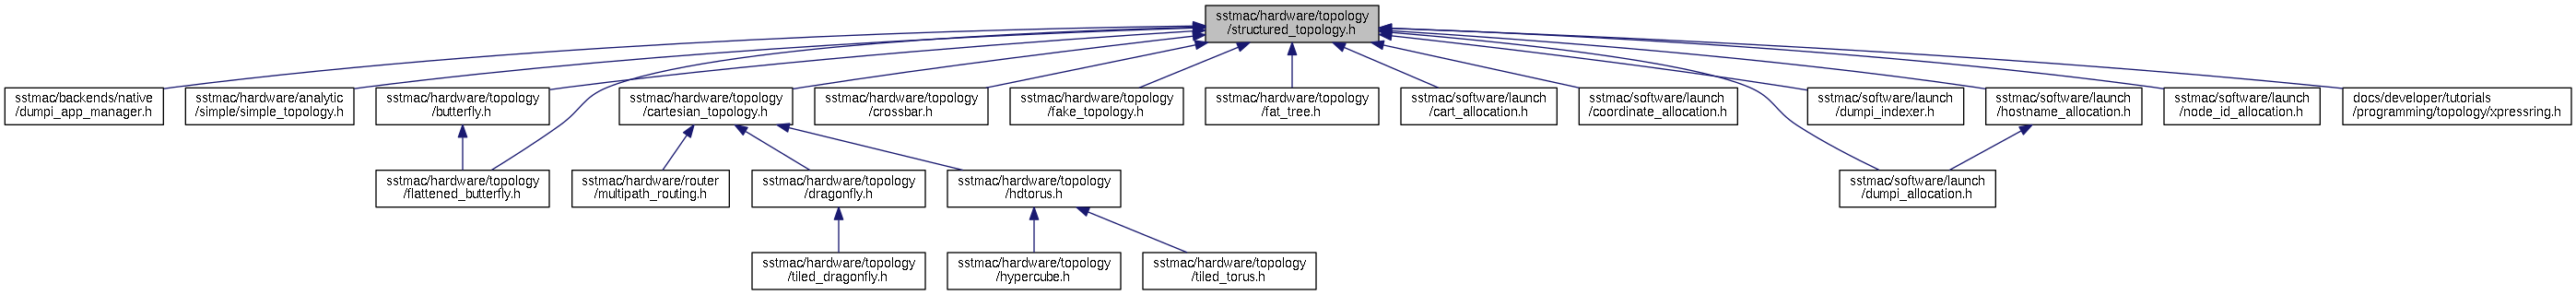 sstmac/hardware/topology
/structured_topology.h
sstmac/backends/native
/dumpi_app_manager.h
sstmac/hardware/analytic
/simple/simple_topology.h
sstmac/hardware/topology
/butterfly.h
sstmac/hardware/topology
/cartesian_topology.h
sstmac/hardware/topology
/crossbar.h
sstmac/hardware/topology
/fake_topology.h
sstmac/hardware/topology
/fat_tree.h
sstmac/software/launch
/cart_allocation.h
sstmac/software/launch
/coordinate_allocation.h
sstmac/software/launch
/dumpi_indexer.h
sstmac/software/launch
/hostname_allocation.h
sstmac/software/launch
/node_id_allocation.h
docs/developer/tutorials
/programming/topology/xpressring.h
sstmac/hardware/topology
/flattened_butterfly.h
sstmac/hardware/router
/multipath_routing.h
sstmac/hardware/topology
/dragonfly.h
sstmac/hardware/topology
/hdtorus.h
sstmac/software/launch
/dumpi_allocation.h
sstmac/hardware/topology
/tiled_dragonfly.h
sstmac/hardware/topology
/hypercube.h
sstmac/hardware/topology
/tiled_torus.h